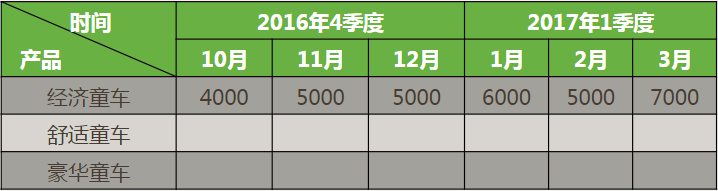 时间 2016年4季度 2017年1季度
产品 10月 11月 12月 1月 2月 3月
经济童车 4000 5000 5000 6000 5000 7000
舒适童车
豪华童车